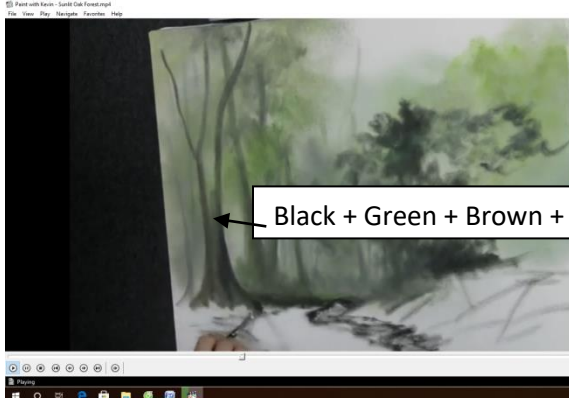 Paint with Kevin - Sunlit Oak Forest.mp4
File View Play Navigate Favorites Help
Black + Green + Brown +
Playing